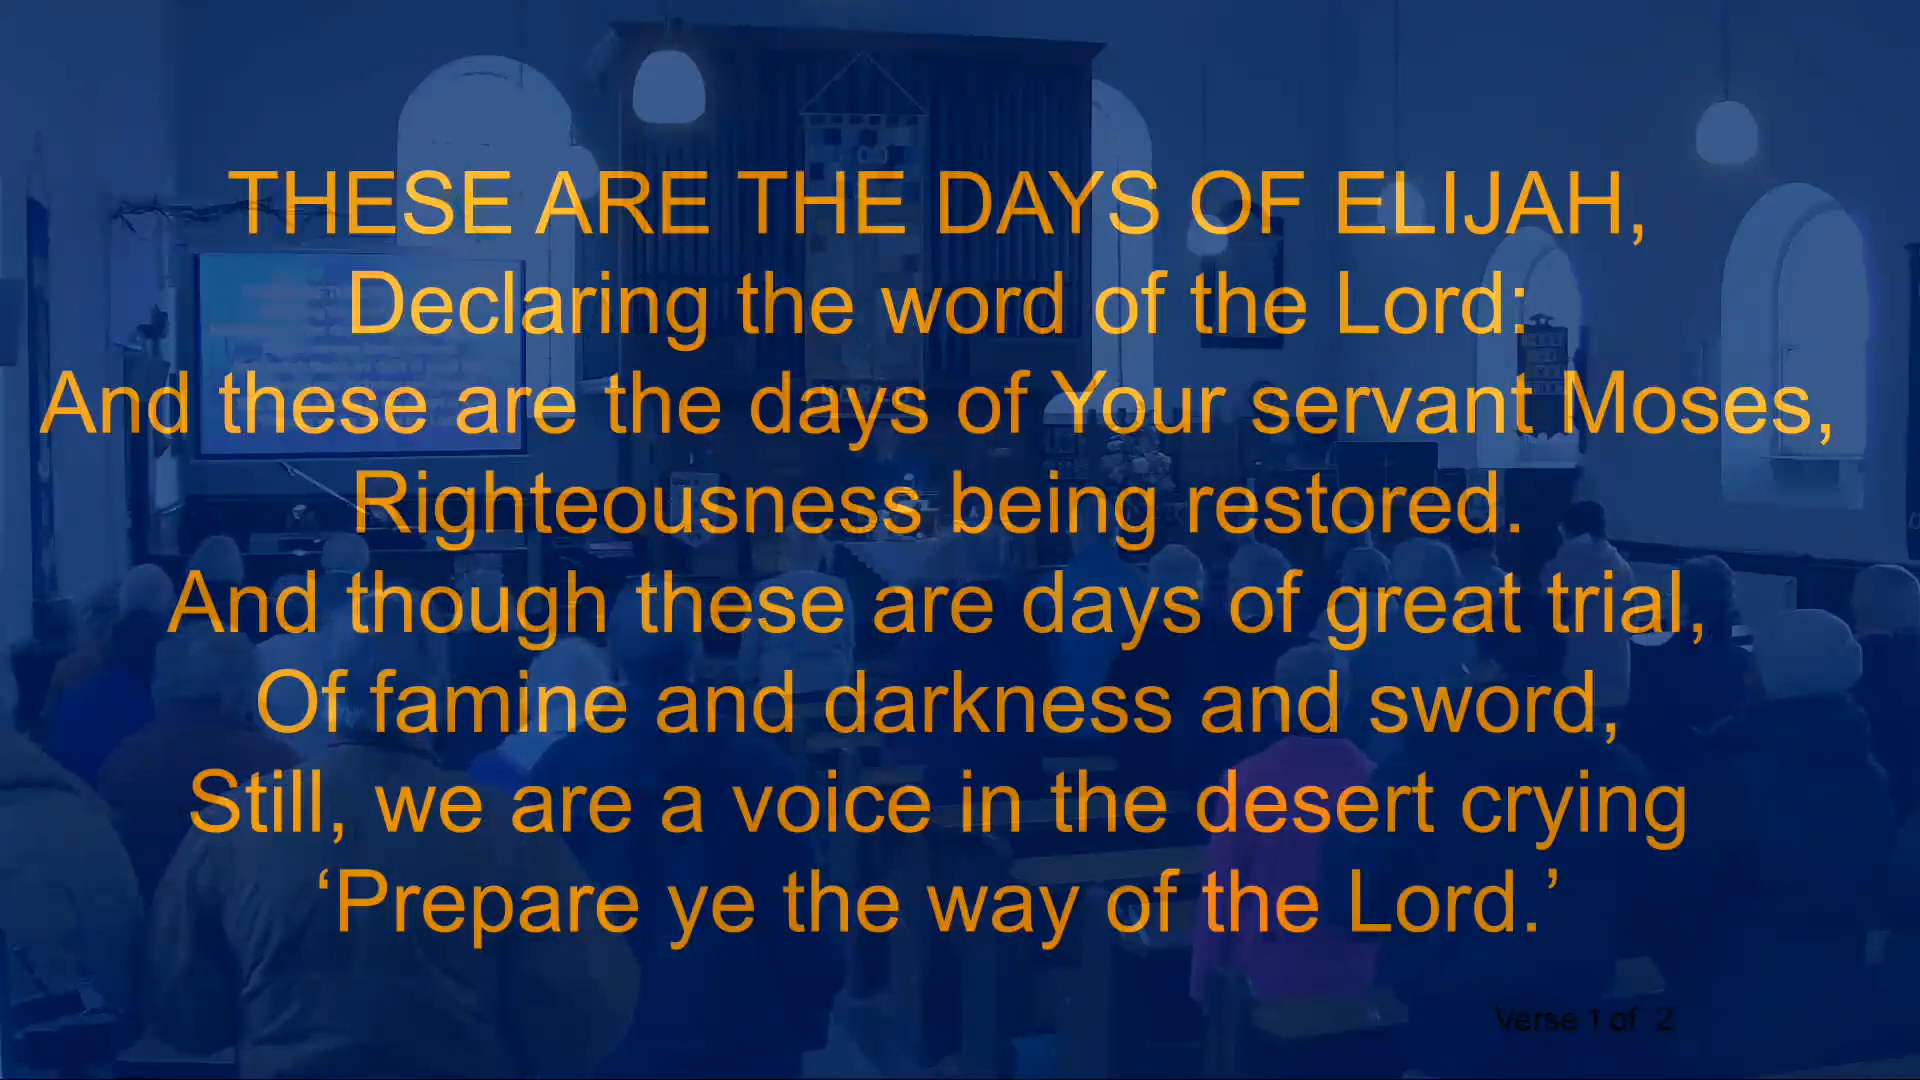 THESE ARE THE DAYS OF ELIJAH,
Declaring the word of the Lord:
And these are the days of Your servant Moses,
Righteousness being restored.
And though these are days of great trial,
Of famine and darkness and sword,
Still, we are a voice in the desert crying
‘Prepare ye the way of the Lord.’
Verse 1 of 2